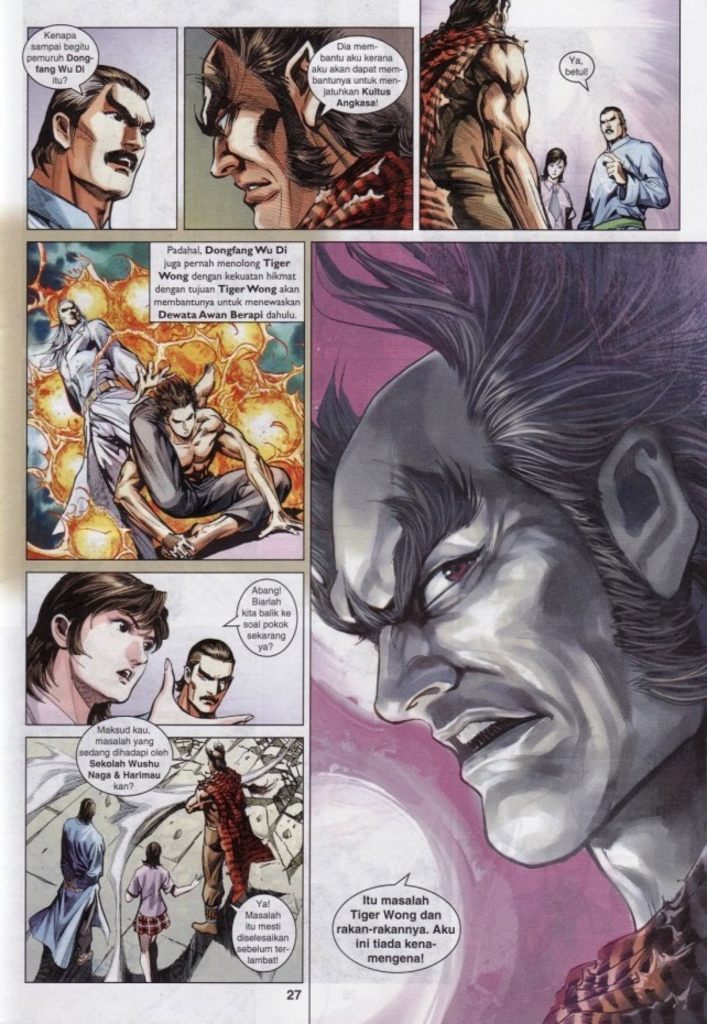 Kenapa
sampai begitu
pemurah Dong-
fang Wu Di
itu?
Dia mem-
bantu aku kerana
aku akan dapat mem-
bantunya untuk men-
jatuhkan Kultus
Angkasa!
Ya,
betul!
Padahal, Dongfang Wu Di
juga pernah menolong Tiger
Wong dengan kekuatan hikmat
dengan tujuan Tiger Wong akan
membantunya untuk menewaskan
Dewata Awan Berapi dahulu.
Abang!
Biarlah
kita balik ke
soal pokok
sekarang
ya?
Maksud kau,
masalah yang
sedang dihadapi oleh
Sekolah Wushu
Naga & Harimau
kan?
Ya!
Masalah
itu mesti
diselesaikan
sebelum ter-
lambat!
Itu masalah
Tiger Wong dan
rakan-rakannya. Aku
ini tiada kena-
mengena!
27